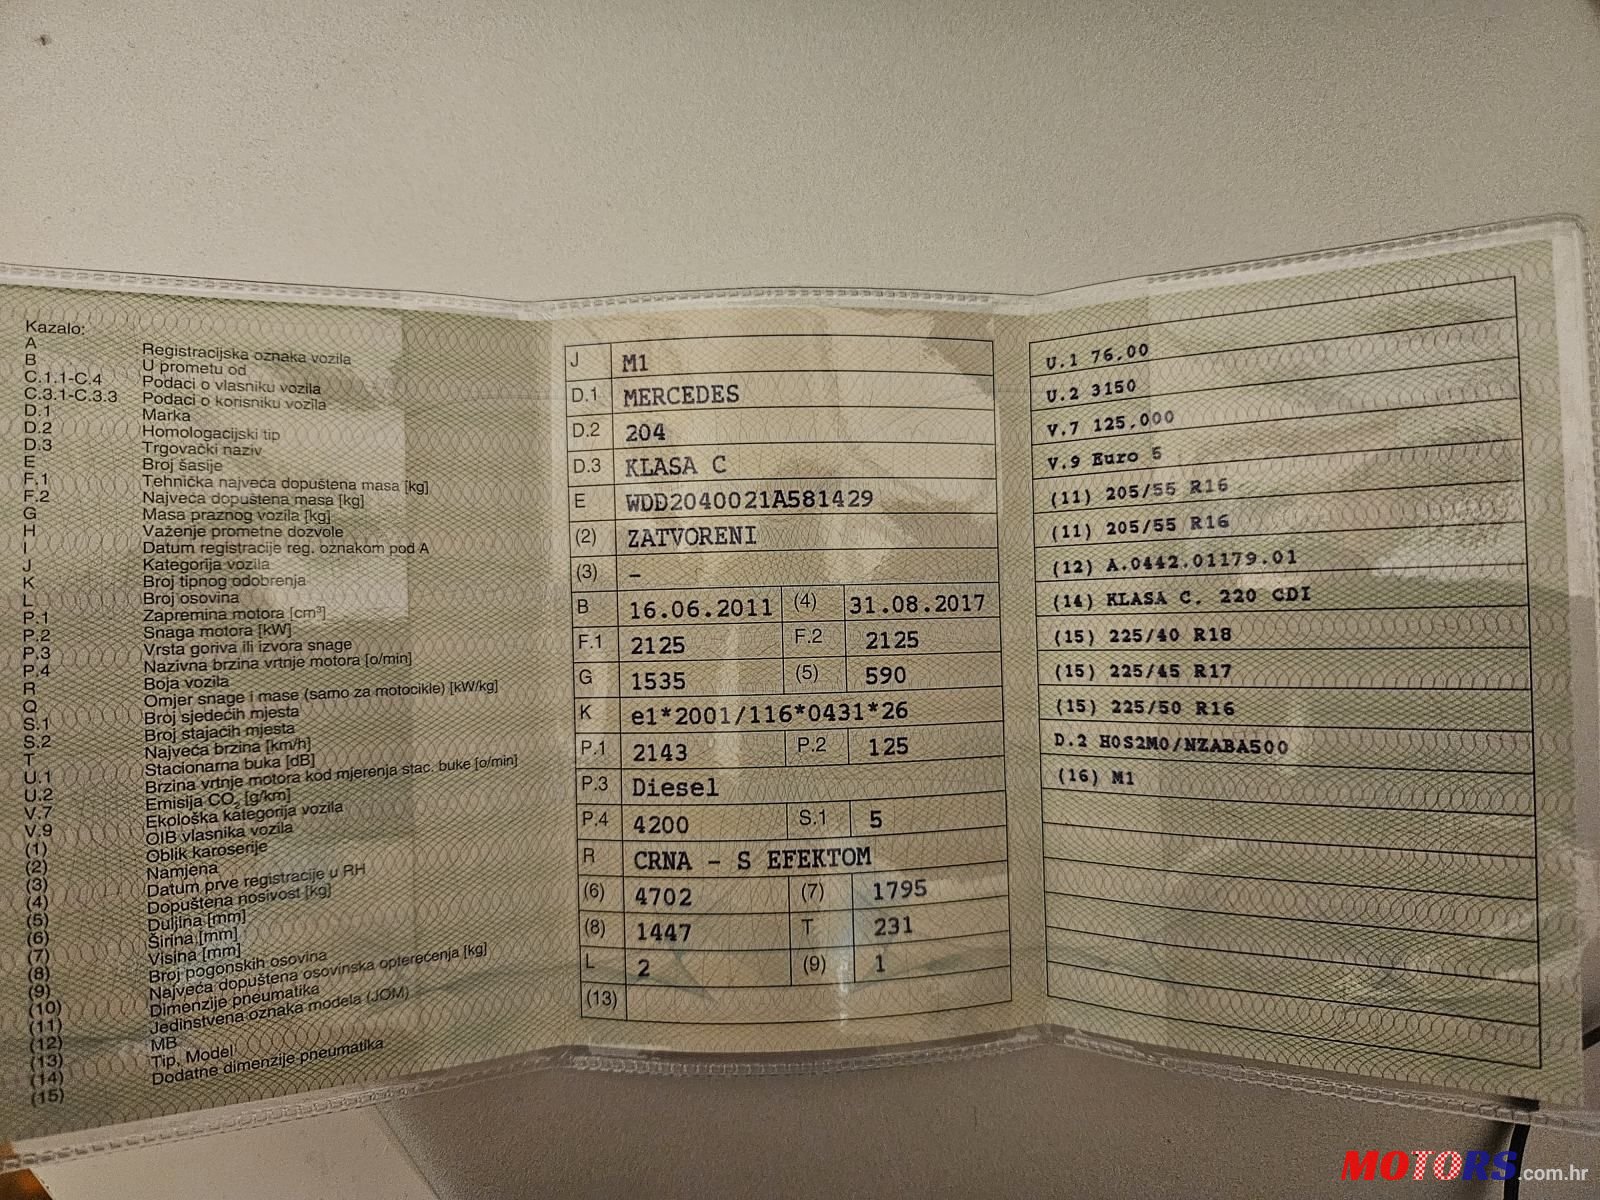 Kazalo:
A Registracijska oznaka vozila
B U prometu od
C.1.1-C.4 Podaci o vlasniku vozila
C.3.1-C.3.3 Podaci o korisniku vozila
D.1 Marka
D.2 Homologacijski tip
D.3 Trgovački naziv
E Broj šasije
F.1 Tehnička najveća dopuštena masa [kg]
F.2 Najveća dopuštena masa [kg]
G Masa praznog vozila [kg]
H Važenje prometne dozvole
I Datum registracije reg. oznakom pod A
J Kategorija vozila
K Broj tipnog odobrenja
L Broj osovina
P.1 Zapremina motora [cm³]
P.2 Snaga motora [kW]
P.3 Vrsta goriva ili izvora snage
P.4 Nazivna brzina vrtnje motora [o/min]
R Boja vozila
Q Omjer snage i mase (samo za motocikle) [kW/kg]
S.1 Broj sjedećih mjesta
S.2 Broj stajaćih mjesta
T Najveća brzina [km/h]
U.1 Stacionarna buka [dB]
U.2 Brzina vrtnje motora kod mjerenja stac. buke [o/min]
V.7 Emisija CO₂ [g/km]
V.9 Ekološka kategorija vozila
(1) OIB vlasnika vozila
(2) Oblik karoserije
(3) Namjena
(4) Datum prve registracije u RH
(5) Dopuštena nosivost [kg]
(6) Duljina [mm]
(7) Širina [mm]
(8) Visina [mm]
(9) Broj pogonskih osovina
(10) Najveća dopuštena osovinska opterećenja [kg]
(11) Dimenzije pneumatika
(12) Jedinstvena oznaka modela (JOM)
(13) MB
(14) Tip, Model
(15) Dodatne dimenzije pneumatika
J M1
D.1 MERCEDES
D.2 204
D.3 KLASA C
E WDD2040021A581429
(2) ZATVORENI
(3) –
B 16.06.2011 (4) 31.08.2017
F.1 2125 F.2 2125
G 1535 (5) 590
K e1*2001/116*0431*26
P.1 2143 P.2 125
P.3 Diesel
P.4 4200 S.1 5
R CRNA - S EFEKTOM
(6) 4702 (7) 1795
(8) 1447 T 231
L 2 (9) 1
(13)
U.1 76,00
U.2 3150
V.7 125,000
V.9 Euro 5
(11) 205/55 R16
(11) 205/55 R16
(12) A.0442.01179.01
(14) KLASA C, 220 CDI
(15) 225/40 R18
(15) 225/45 R17
(15) 225/50 R16
D.2 H0S2M0/NZABA500
(16) M1
MOTORS.com.hr